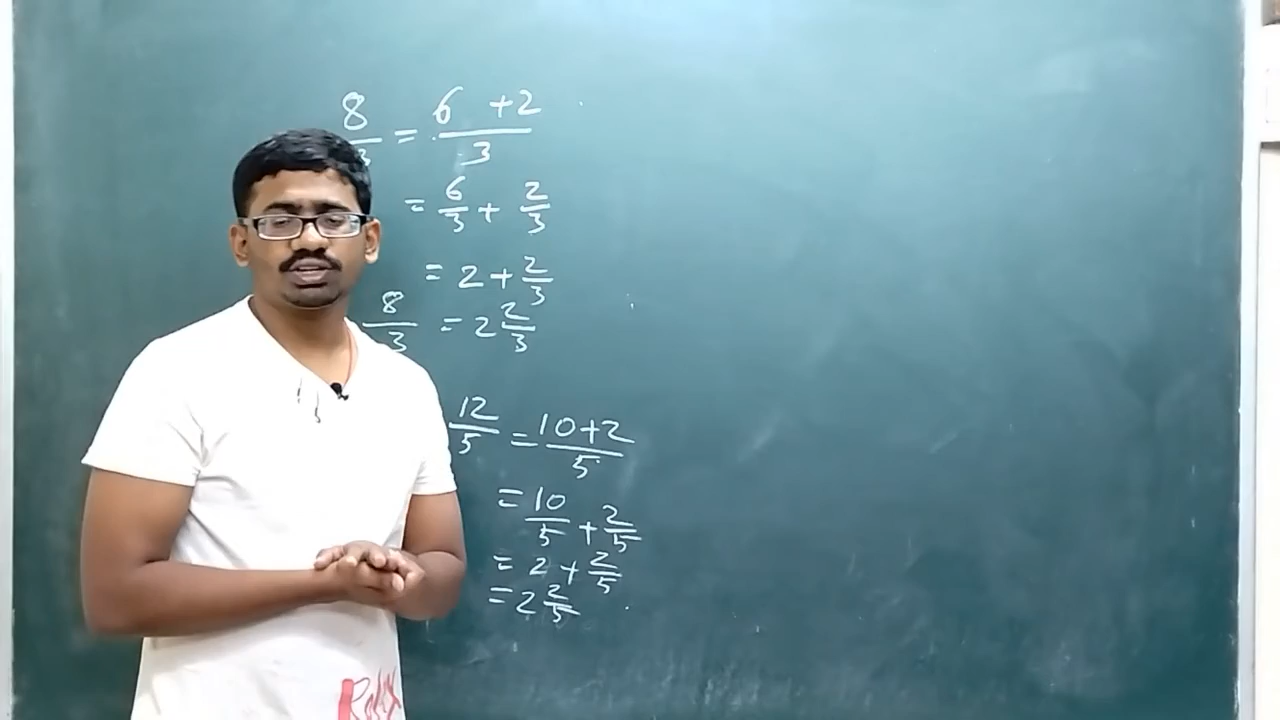 8/3 = 6 +2/3
= 6/3 + 2/3
= 2 + 2/3
8/3 = 2 2/3
12/5 = 10+2/5
= 10/5 + 2/5
= 2 + 2/5
= 2 2/5